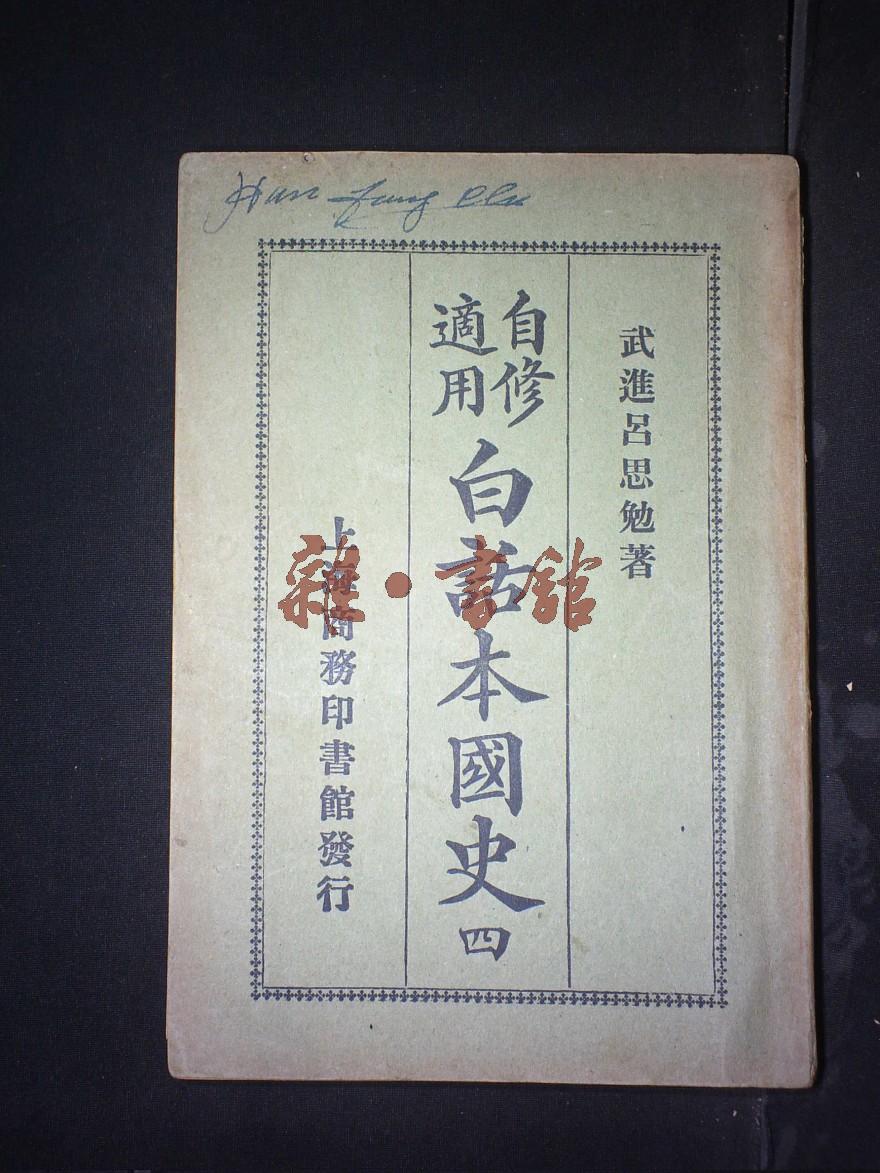 武進呂思勉著
自修
適用
白話本國史 四
上海商務印書館發行
雜·書館